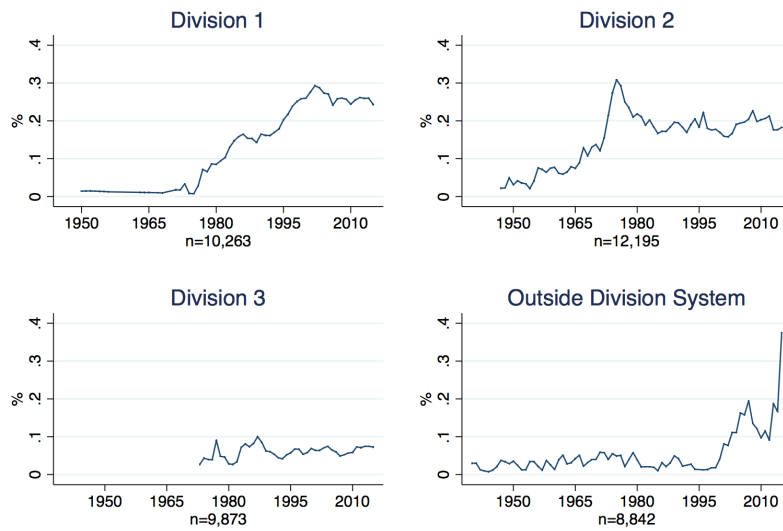 Division 1
%
.4
.3
.2
.1
0
1950 1965 1980 1995 2010
n=10,263
Division 2
%
.4
.3
.2
.1
0
1950 1965 1980 1995 2010
n=12,195
Division 3
%
.4
.3
.2
.1
0
1950 1965 1980 1995 2010
n=9,873
Outside Division System
%
.4
.3
.2
.1
0
1950 1965 1980 1995 2010
n=8,842